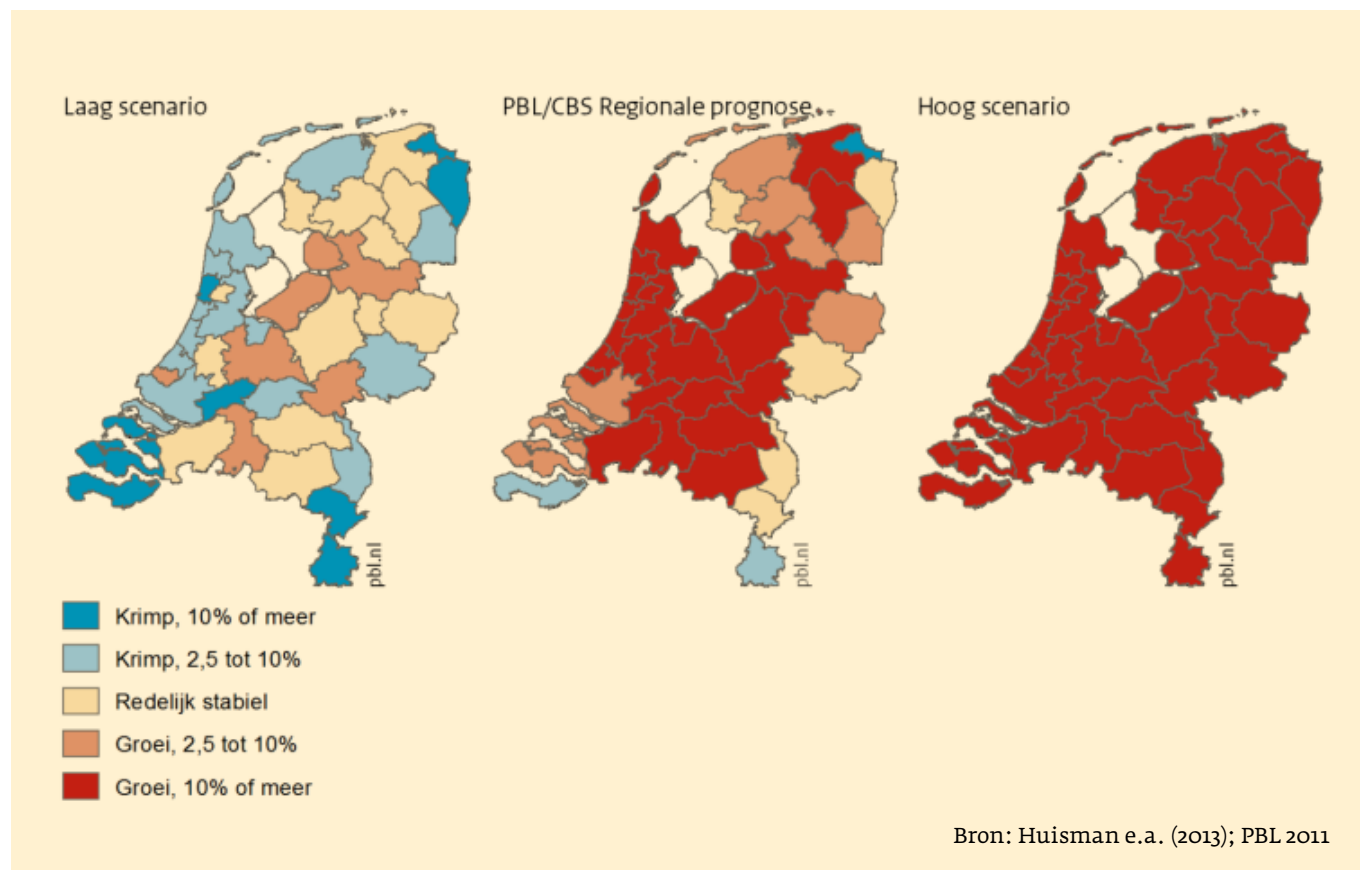 Laag scenario
PBL/CBS Regionale prognose
Hoog scenario
pbl.nl
pbl.nl
pbl.nl
Krimp, 10% of meer
Krimp, 2,5 tot 10%
Redelijk stabiel
Groei, 2,5 tot 10%
Groei, 10% of meer
Bron: Huisman e.a. (2013); PBL 2011